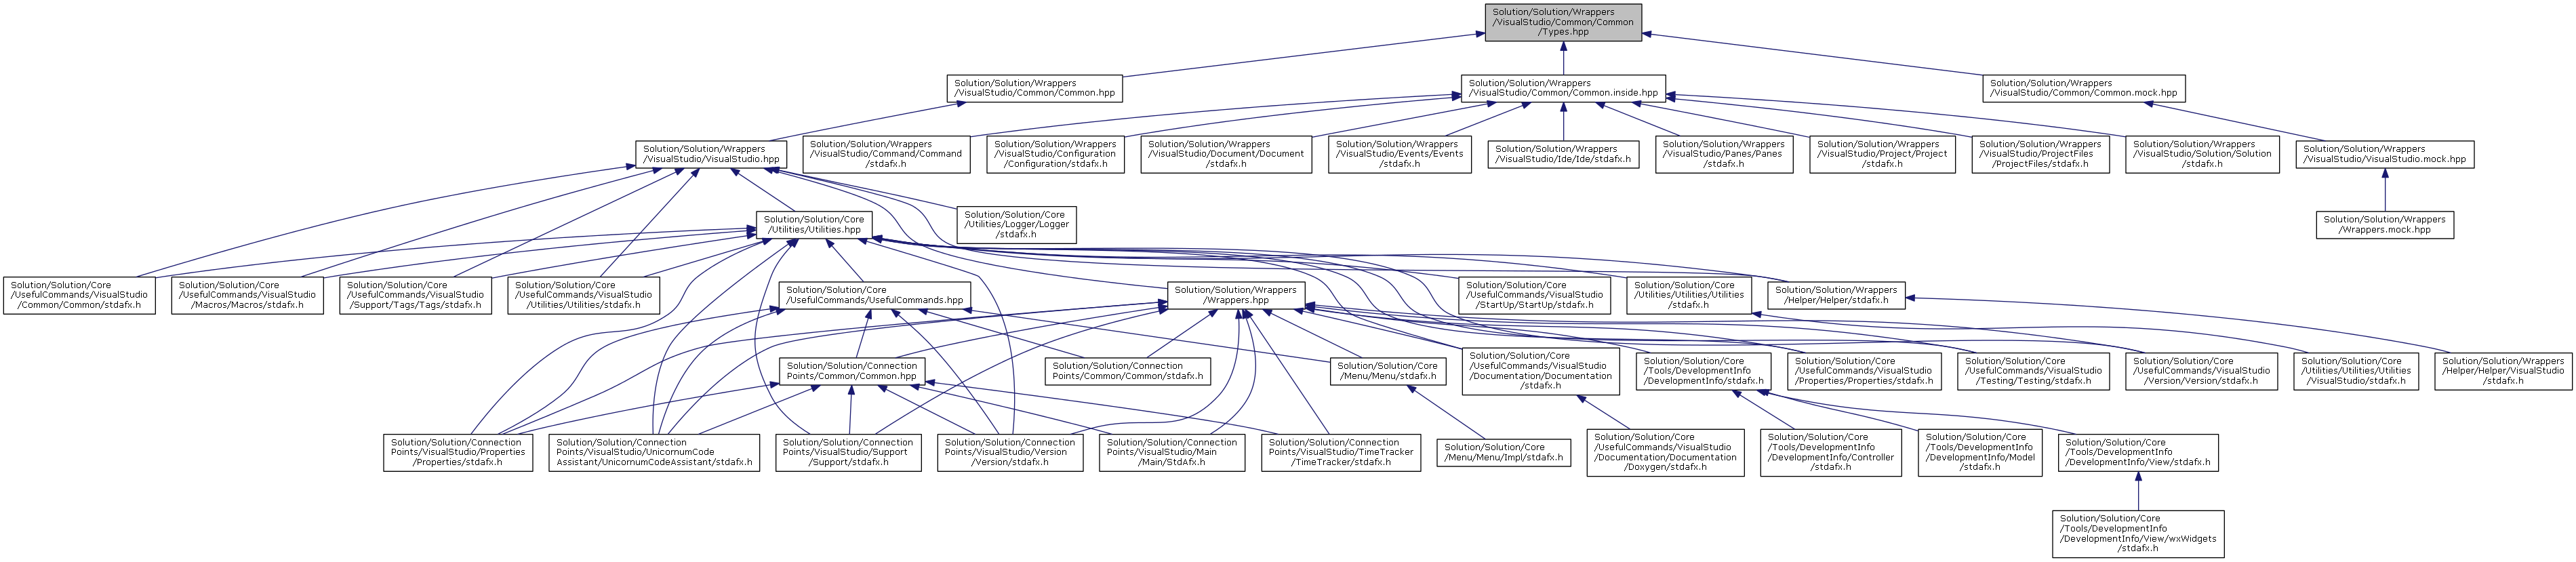 Solution/Solution/Wrappers
/VisualStudio/Common/Common
/Types.hpp
Solution/Solution/Wrappers
/VisualStudio/Common/Common.hpp
Solution/Solution/Wrappers
/VisualStudio/Common/Common.inside.hpp
Solution/Solution/Wrappers
/VisualStudio/Common/Common.mock.hpp
Solution/Solution/Wrappers
/VisualStudio/VisualStudio.hpp
Solution/Solution/Wrappers
/VisualStudio/Command/Command
/stdafx.h
Solution/Solution/Wrappers
/VisualStudio/Configuration
/Configuration/stdafx.h
Solution/Solution/Wrappers
/VisualStudio/Document/Document
/stdafx.h
Solution/Solution/Wrappers
/VisualStudio/Events/Events
/stdafx.h
Solution/Solution/Wrappers
/VisualStudio/Ide/Ide/stdafx.h
Solution/Solution/Wrappers
/VisualStudio/Panes/Panes
/stdafx.h
Solution/Solution/Wrappers
/VisualStudio/Project/Project
/stdafx.h
Solution/Solution/Wrappers
/VisualStudio/ProjectFiles
/ProjectFiles/stdafx.h
Solution/Solution/Wrappers
/VisualStudio/Solution/Solution
/stdafx.h
Solution/Solution/Wrappers
/VisualStudio/VisualStudio.mock.hpp
Solution/Solution/Core
/Utilities/Utilities.hpp
Solution/Solution/Core
/Utilities/Logger/Logger
/stdafx.h
Solution/Solution/Wrappers
/Wrappers.mock.hpp
Solution/Solution/Core
/UsefulCommands/VisualStudio
/Common/Common/stdafx.h
Solution/Solution/Core
/UsefulCommands/VisualStudio
/Macros/Macros/stdafx.h
Solution/Solution/Core
/UsefulCommands/VisualStudio
Support/Tags/Tags/stdafx.h
Solution/Solution/Core
/UsefulCommands/VisualStudio
/Utilities/Utilities/stdafx.h
Solution/Solution/Core
/UsefulCommands/UsefulCommands.hpp
Solution/Solution/Wrappers
/Wrappers.hpp
Solution/Solution/Core
/UsefulCommands/VisualStudio
/StartUp/StartUp/stdafx.h
Solution/Solution/Core
/Utilities/Utilities/Utilities
/stdafx.h
Solution/Solution/Wrappers
/Helper/Helper/stdafx.h
Solution/Solution/Connection
Points/Common/Common.hpp
Solution/Solution/Connection
Points/Common/Common/stdafx.h
Solution/Solution/Core
/Menu/Menu/stdafx.h
Solution/Solution/Core
/UsefulCommands/VisualStudio
/Documentation/Documentation
/stdafx.h
Solution/Solution/Core
/Tools/DevelopmentInfo
/DevelopmentInfo/stdafx.h
Solution/Solution/Core
/UsefulCommands/VisualStudio
/Properties/Properties/stdafx.h
Solution/Solution/Core
/UsefulCommands/VisualStudio
/Testing/Testing/stdafx.h
Solution/Solution/Core
/UsefulCommands/VisualStudio
/Version/Version/stdafx.h
Solution/Solution/Core
/Utilities/Utilities/Utilities
/VisualStudio/stdafx.h
Solution/Solution/Wrappers
/Helper/Helper/VisualStudio
/stdafx.h
Solution/Solution/Connection
Points/VisualStudio/Properties
/Properties/stdafx.h
Solution/Solution/Connection
Points/VisualStudio/UnicornumCode
Assistant/UnicornumCodeAssistant/stdafx.h
Solution/Solution/Connection
Points/VisualStudio/Support
/Support/stdafx.h
Solution/Solution/Connection
Points/VisualStudio/Version
/Version/stdafx.h
Solution/Solution/Connection
Points/VisualStudio/Main
/Main/StdAfx.h
Solution/Solution/Connection
Points/VisualStudio/TimeTracker
/TimeTracker/stdafx.h
Solution/Solution/Core
/Menu/Menu/Impl/stdafx.h
Solution/Solution/Core
/UsefulCommands/VisualStudio
/Documentation/Documentation
/Doxygen/stdafx.h
Solution/Solution/Core
/Tools/DevelopmentInfo
/DevelopmentInfo/Controller
/stdafx.h
Solution/Solution/Core
/Tools/DevelopmentInfo
/DevelopmentInfo/Model
/stdafx.h
Solution/Solution/Core
/Tools/DevelopmentInfo
/DevelopmentInfo/View/stdafx.h
Solution/Solution/Core
/Tools/DevelopmentInfo
/DevelopmentInfo/View/wxWidgets
/stdafx.h